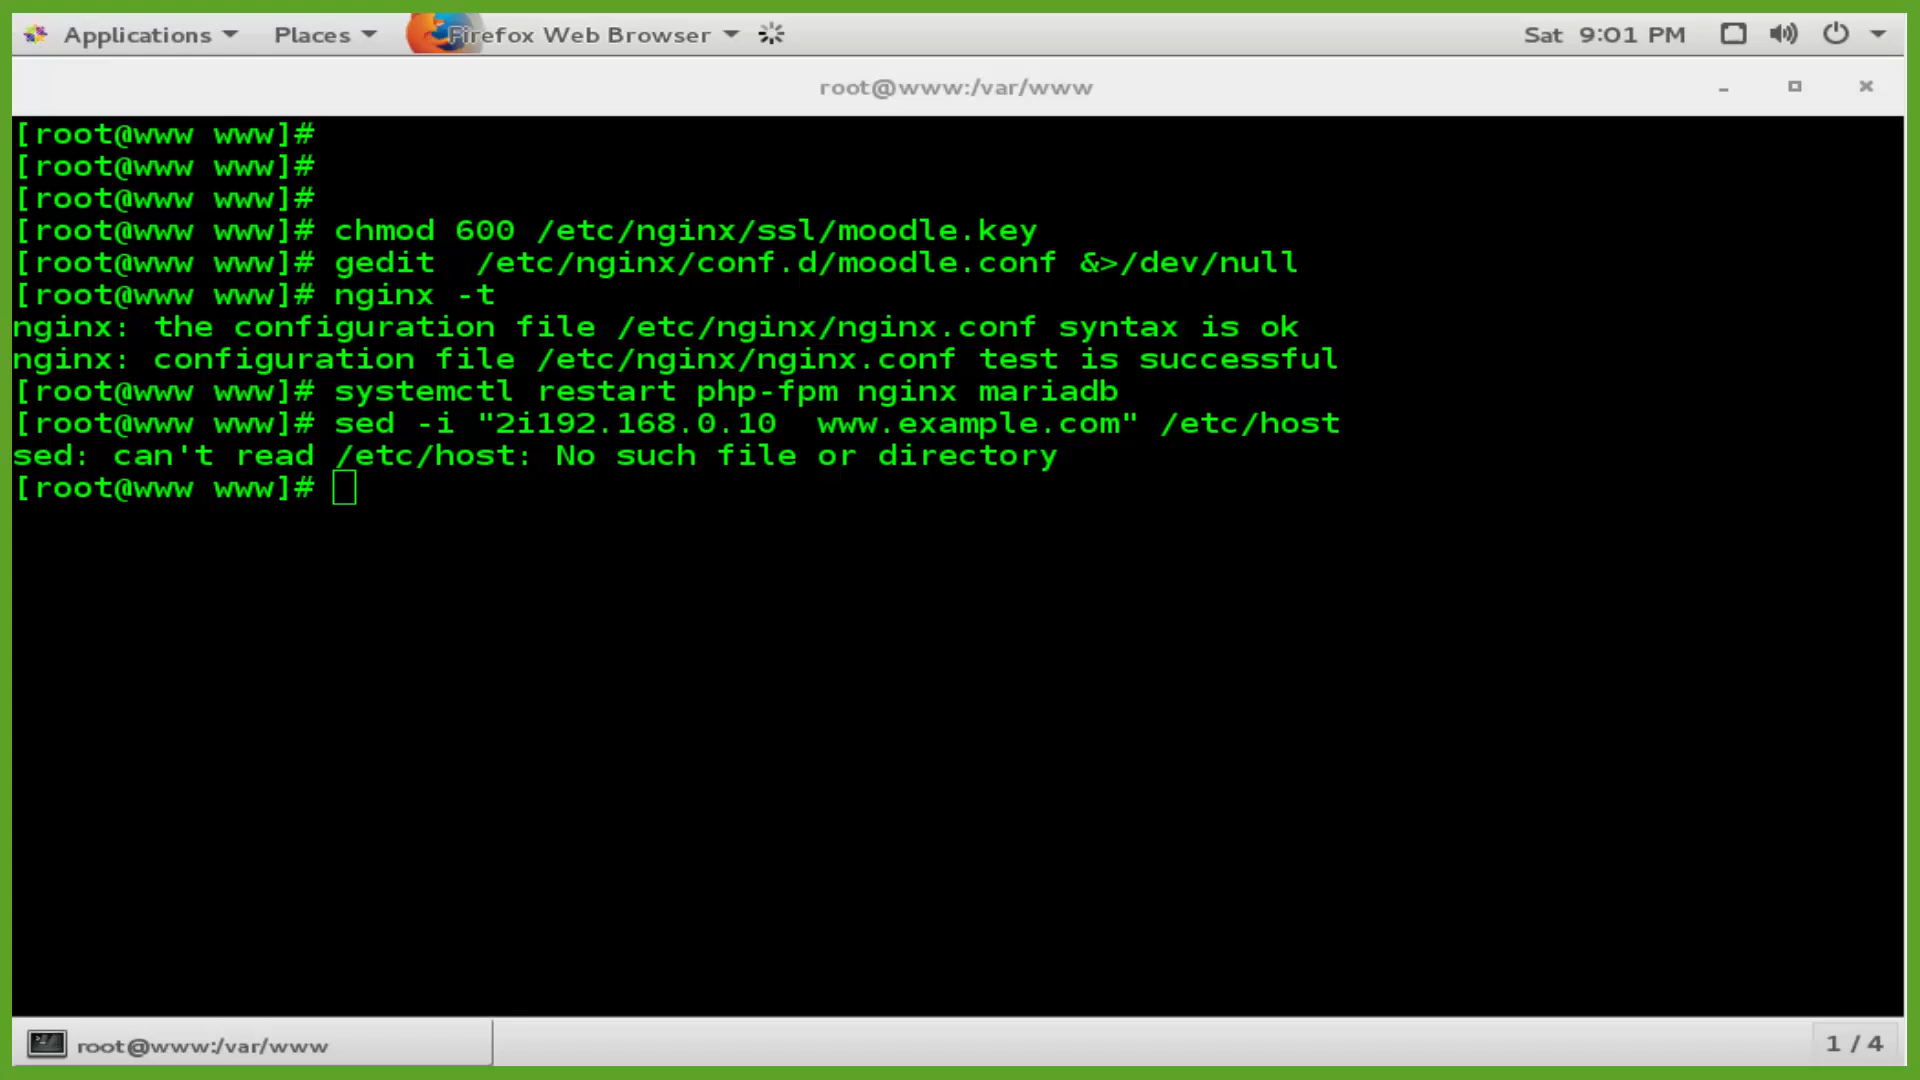 Applications Places Firefox Web Browser Sat 9:01 PM
root@www:/var/www
[root@www www]#
[root@www www]#
[root@www www]#
[root@www www]# chmod 600 /etc/nginx/ssl/moodle.key
[root@www www]# gedit  /etc/nginx/conf.d/moodle.conf &>/dev/null
[root@www www]# nginx -t
nginx: the configuration file /etc/nginx/nginx.conf syntax is ok
nginx: configuration file /etc/nginx/nginx.conf test is successful
[root@www www]# systemctl restart php-fpm nginx mariadb
[root@www www]# sed -i "2i192.168.0.10  www.example.com" /etc/host
sed: can't read /etc/host: No such file or directory
[root@www www]#
root@www:/var/www 1 / 4